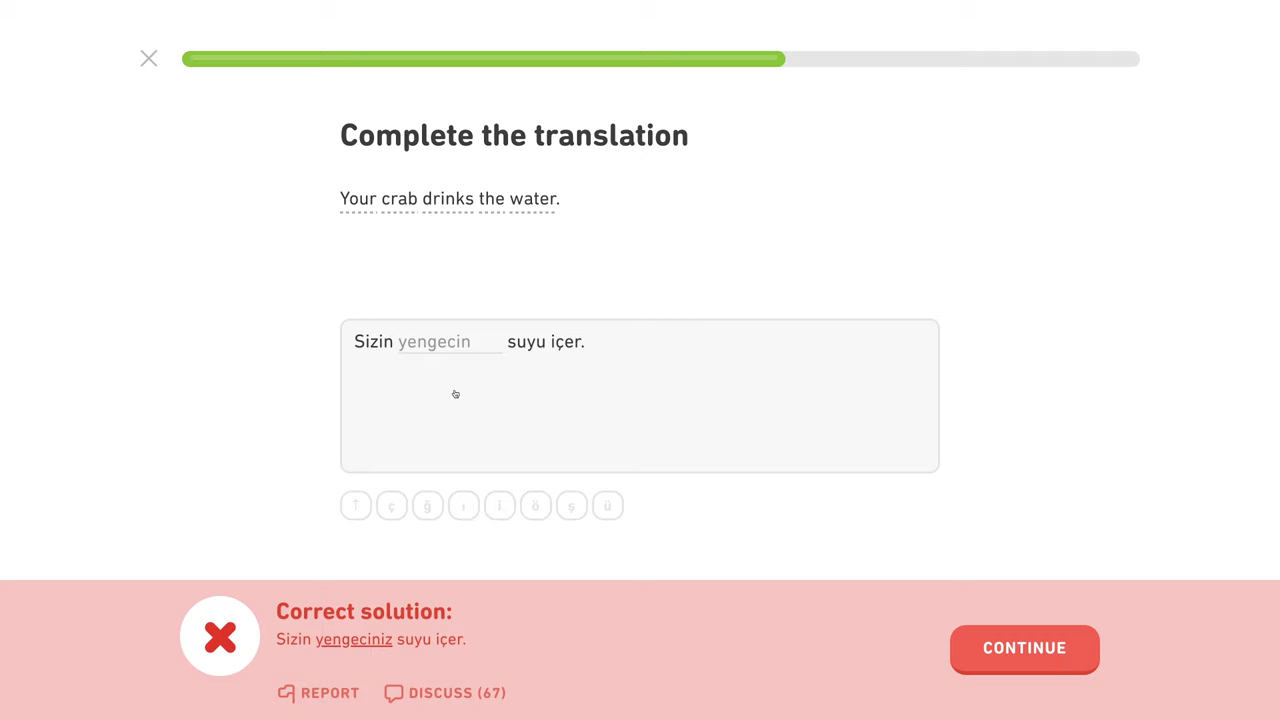 Complete the translation
Your crab drinks the water.
Sizin yengecin suyu içer.
↑ ç ğ ı i ö ş ü
Correct solution:
Sizin yengeciniz suyu içer.
CONTINUE
REPORT DISCUSS (67)